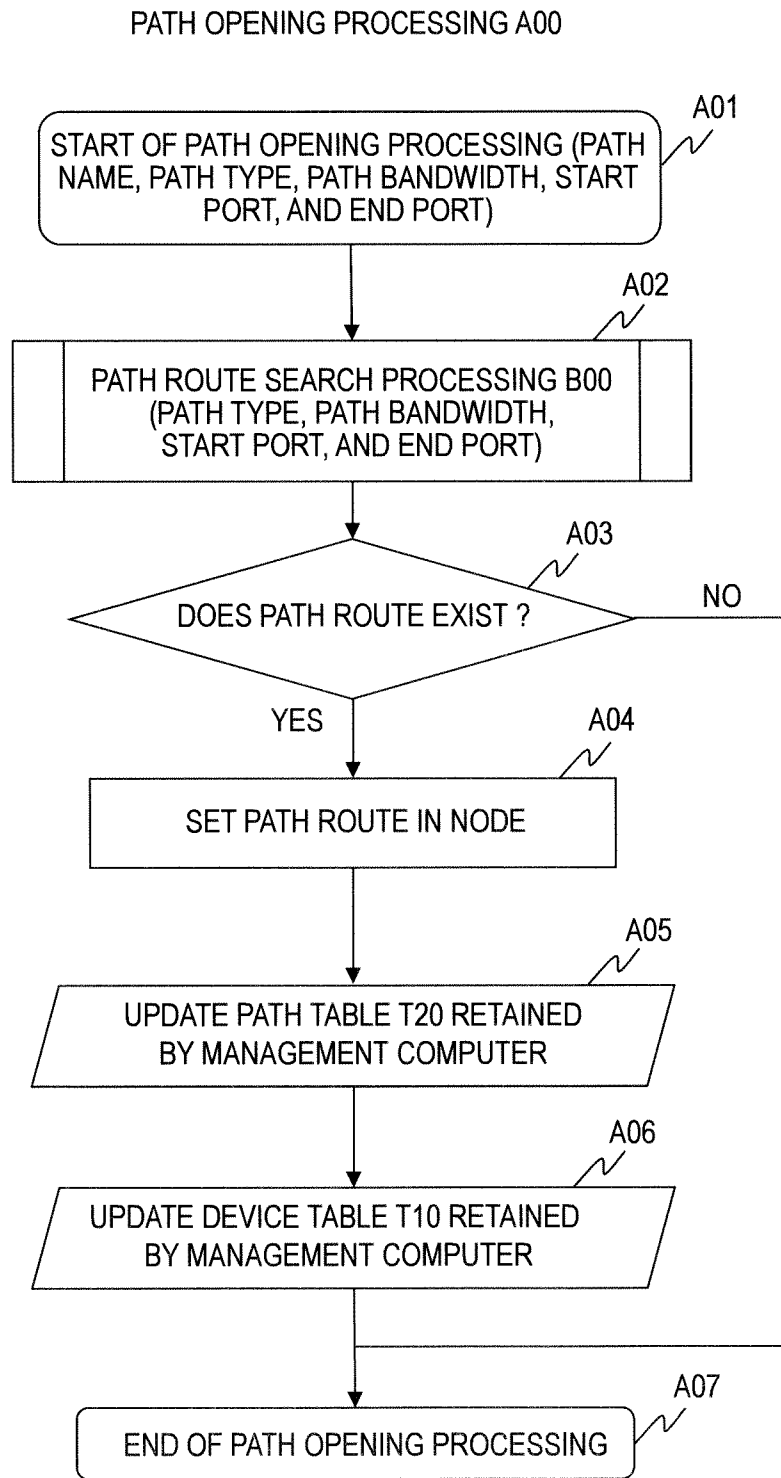 PATH OPENING PROCESSING A00
A01
START OF PATH OPENING PROCESSING (PATH
NAME, PATH TYPE, PATH BANDWIDTH, START
PORT, AND END PORT)
A02
PATH ROUTE SEARCH PROCESSING B00
(PATH TYPE, PATH BANDWIDTH,
START PORT, AND END PORT)
A03
DOES PATH ROUTE EXIST ?
NO
YES
A04
SET PATH ROUTE IN NODE
A05
UPDATE PATH TABLE T20 RETAINED
BY MANAGEMENT COMPUTER
A06
UPDATE DEVICE TABLE T10 RETAINED
BY MANAGEMENT COMPUTER
A07
END OF PATH OPENING PROCESSING